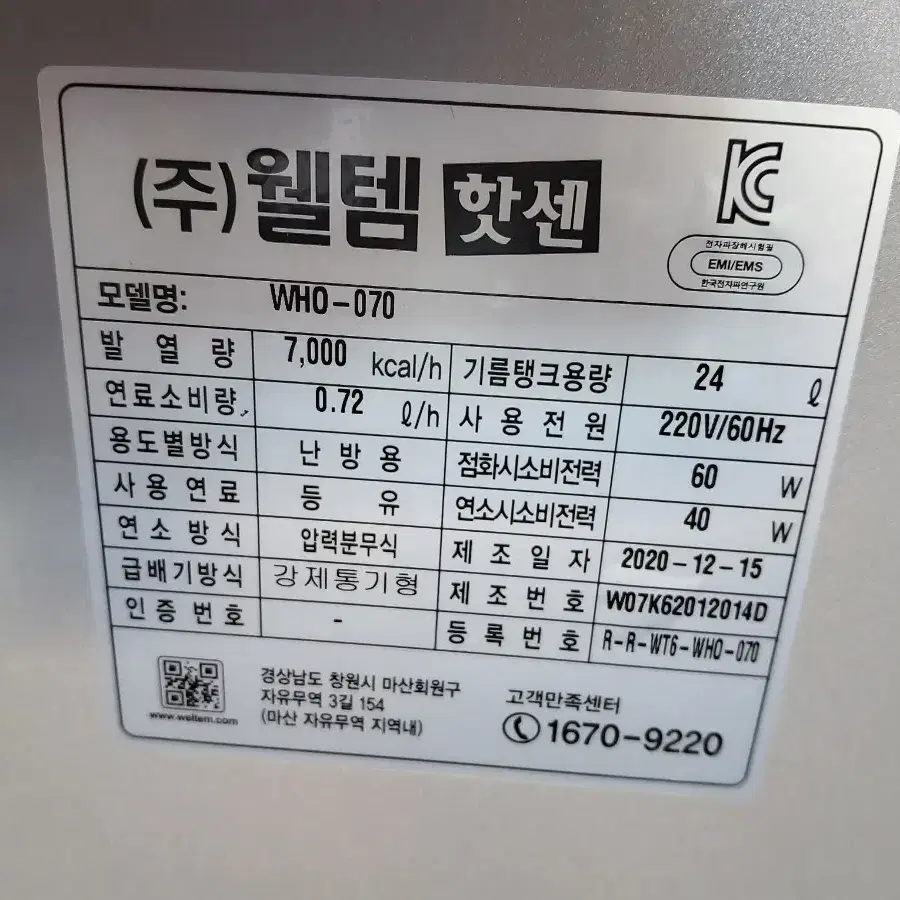 (주)웰템 핫센
전자파장해시험필
EMI/EMS
한국전자파연구원
모델명: WHO-070
발열량 7,000 kcal/h 기름탱크용량 24 ℓ
연료소비량 0.72 ℓ/h 사용전원 220V/60Hz
용도별방식 난방용 점화시소비전력 60 W
사용연료 등유 연소시소비전력 40 W
연소방식 압력분무식 제조일자 2020-12-15
급배기방식 강제통기형 제조번호 W07K62012014D
인증번호 - 등록번호 R-R-WT6-WHO-070
www.weltem.com
경상남도 창원시 마산회원구
자유무역 3길 154
(마산 자유무역 지역내)
고객만족센터
1670-9220